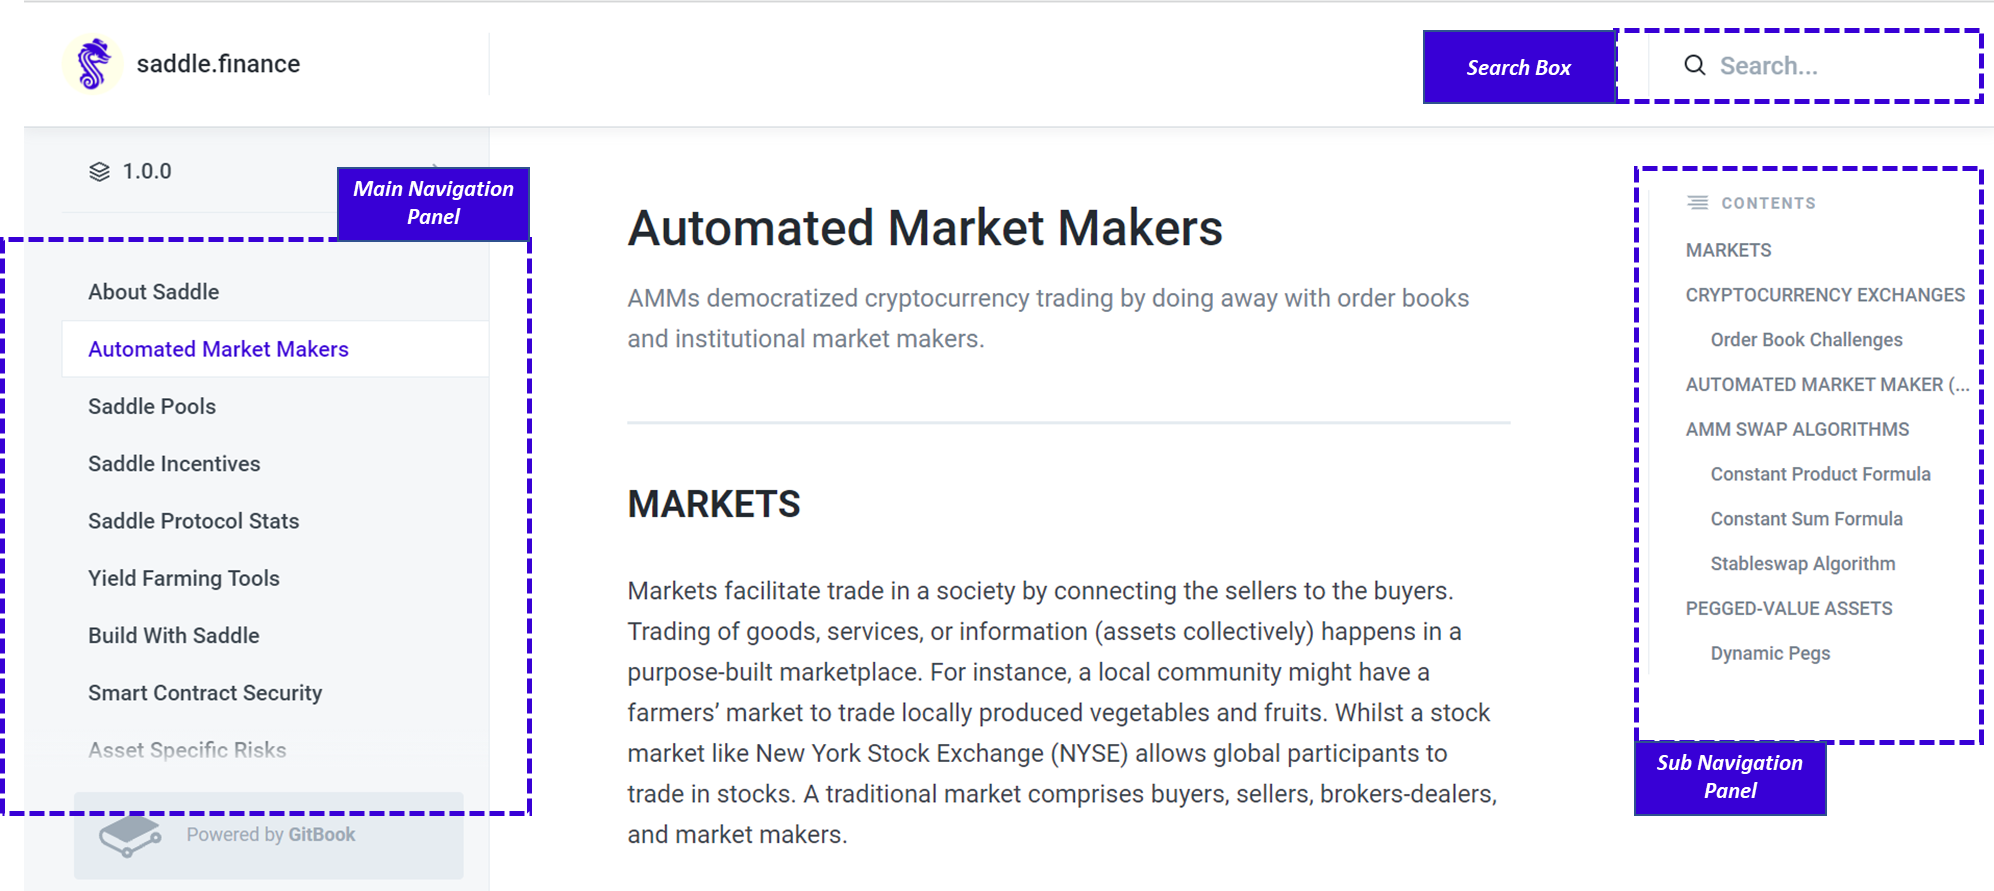 saddle.finance
Search Box
Search...
1.0.0
Main Navigation
Panel
About Saddle
Automated Market Makers
Saddle Pools
Saddle Incentives
Saddle Protocol Stats
Yield Farming Tools
Build With Saddle
Smart Contract Security
Asset Specific Risks
Powered by GitBook
Automated Market Makers
AMMs democratized cryptocurrency trading by doing away with order books
and institutional market makers.
MARKETS
Markets facilitate trade in a society by connecting the sellers to the buyers.
Trading of goods, services, or information (assets collectively) happens in a
purpose-built marketplace. For instance, a local community might have a
farmers’ market to trade locally produced vegetables and fruits. Whilst a stock
market like New York Stock Exchange (NYSE) allows global participants to
trade in stocks. A traditional market comprises buyers, sellers, brokers-dealers,
and market makers.
CONTENTS
MARKETS
CRYPTOCURRENCY EXCHANGES
Order Book Challenges
AUTOMATED MARKET MAKER (...
AMM SWAP ALGORITHMS
Constant Product Formula
Constant Sum Formula
Stableswap Algorithm
PEGGED-VALUE ASSETS
Dynamic Pegs
Sub Navigation
Panel